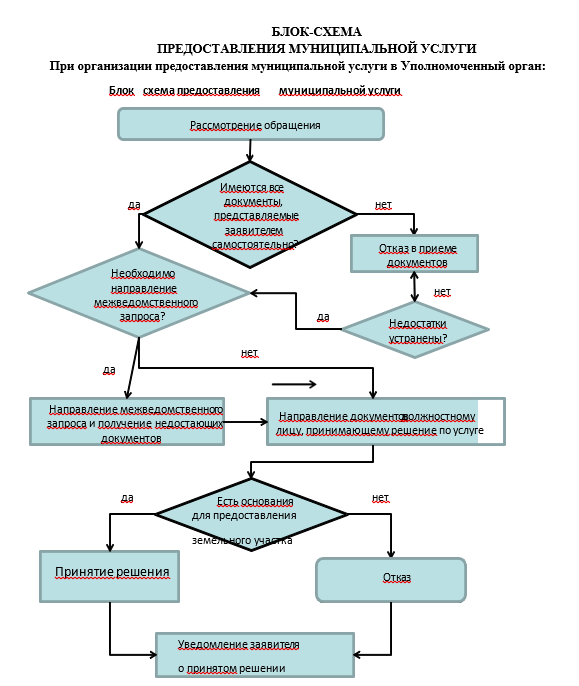 БЛОК-СХЕМА
ПРЕДОСТАВЛЕНИЯ МУНИЦИПАЛЬНОЙ УСЛУГИ
При организации предоставления муниципальной услуги в Уполномоченный орган:
Блок схема предоставления муниципальной услуги
Рассмотрение обращения
Имеются все
документы,
представляемые
заявителем
самостоятельно?
да
нет
Отказ в приеме
документов
Необходимо
направление
межведомственного
запроса?
нет
Недостатки
устранены?
да
нет
да
Направление межведомственного
запроса и получение недостающих
документов
Направление документов должностному
лицу, принимающему решение по услуге
Есть основания
для предоставления
земельного участка
да
нет
Принятие решения
Отказ
Уведомление заявителя
о принятом решении